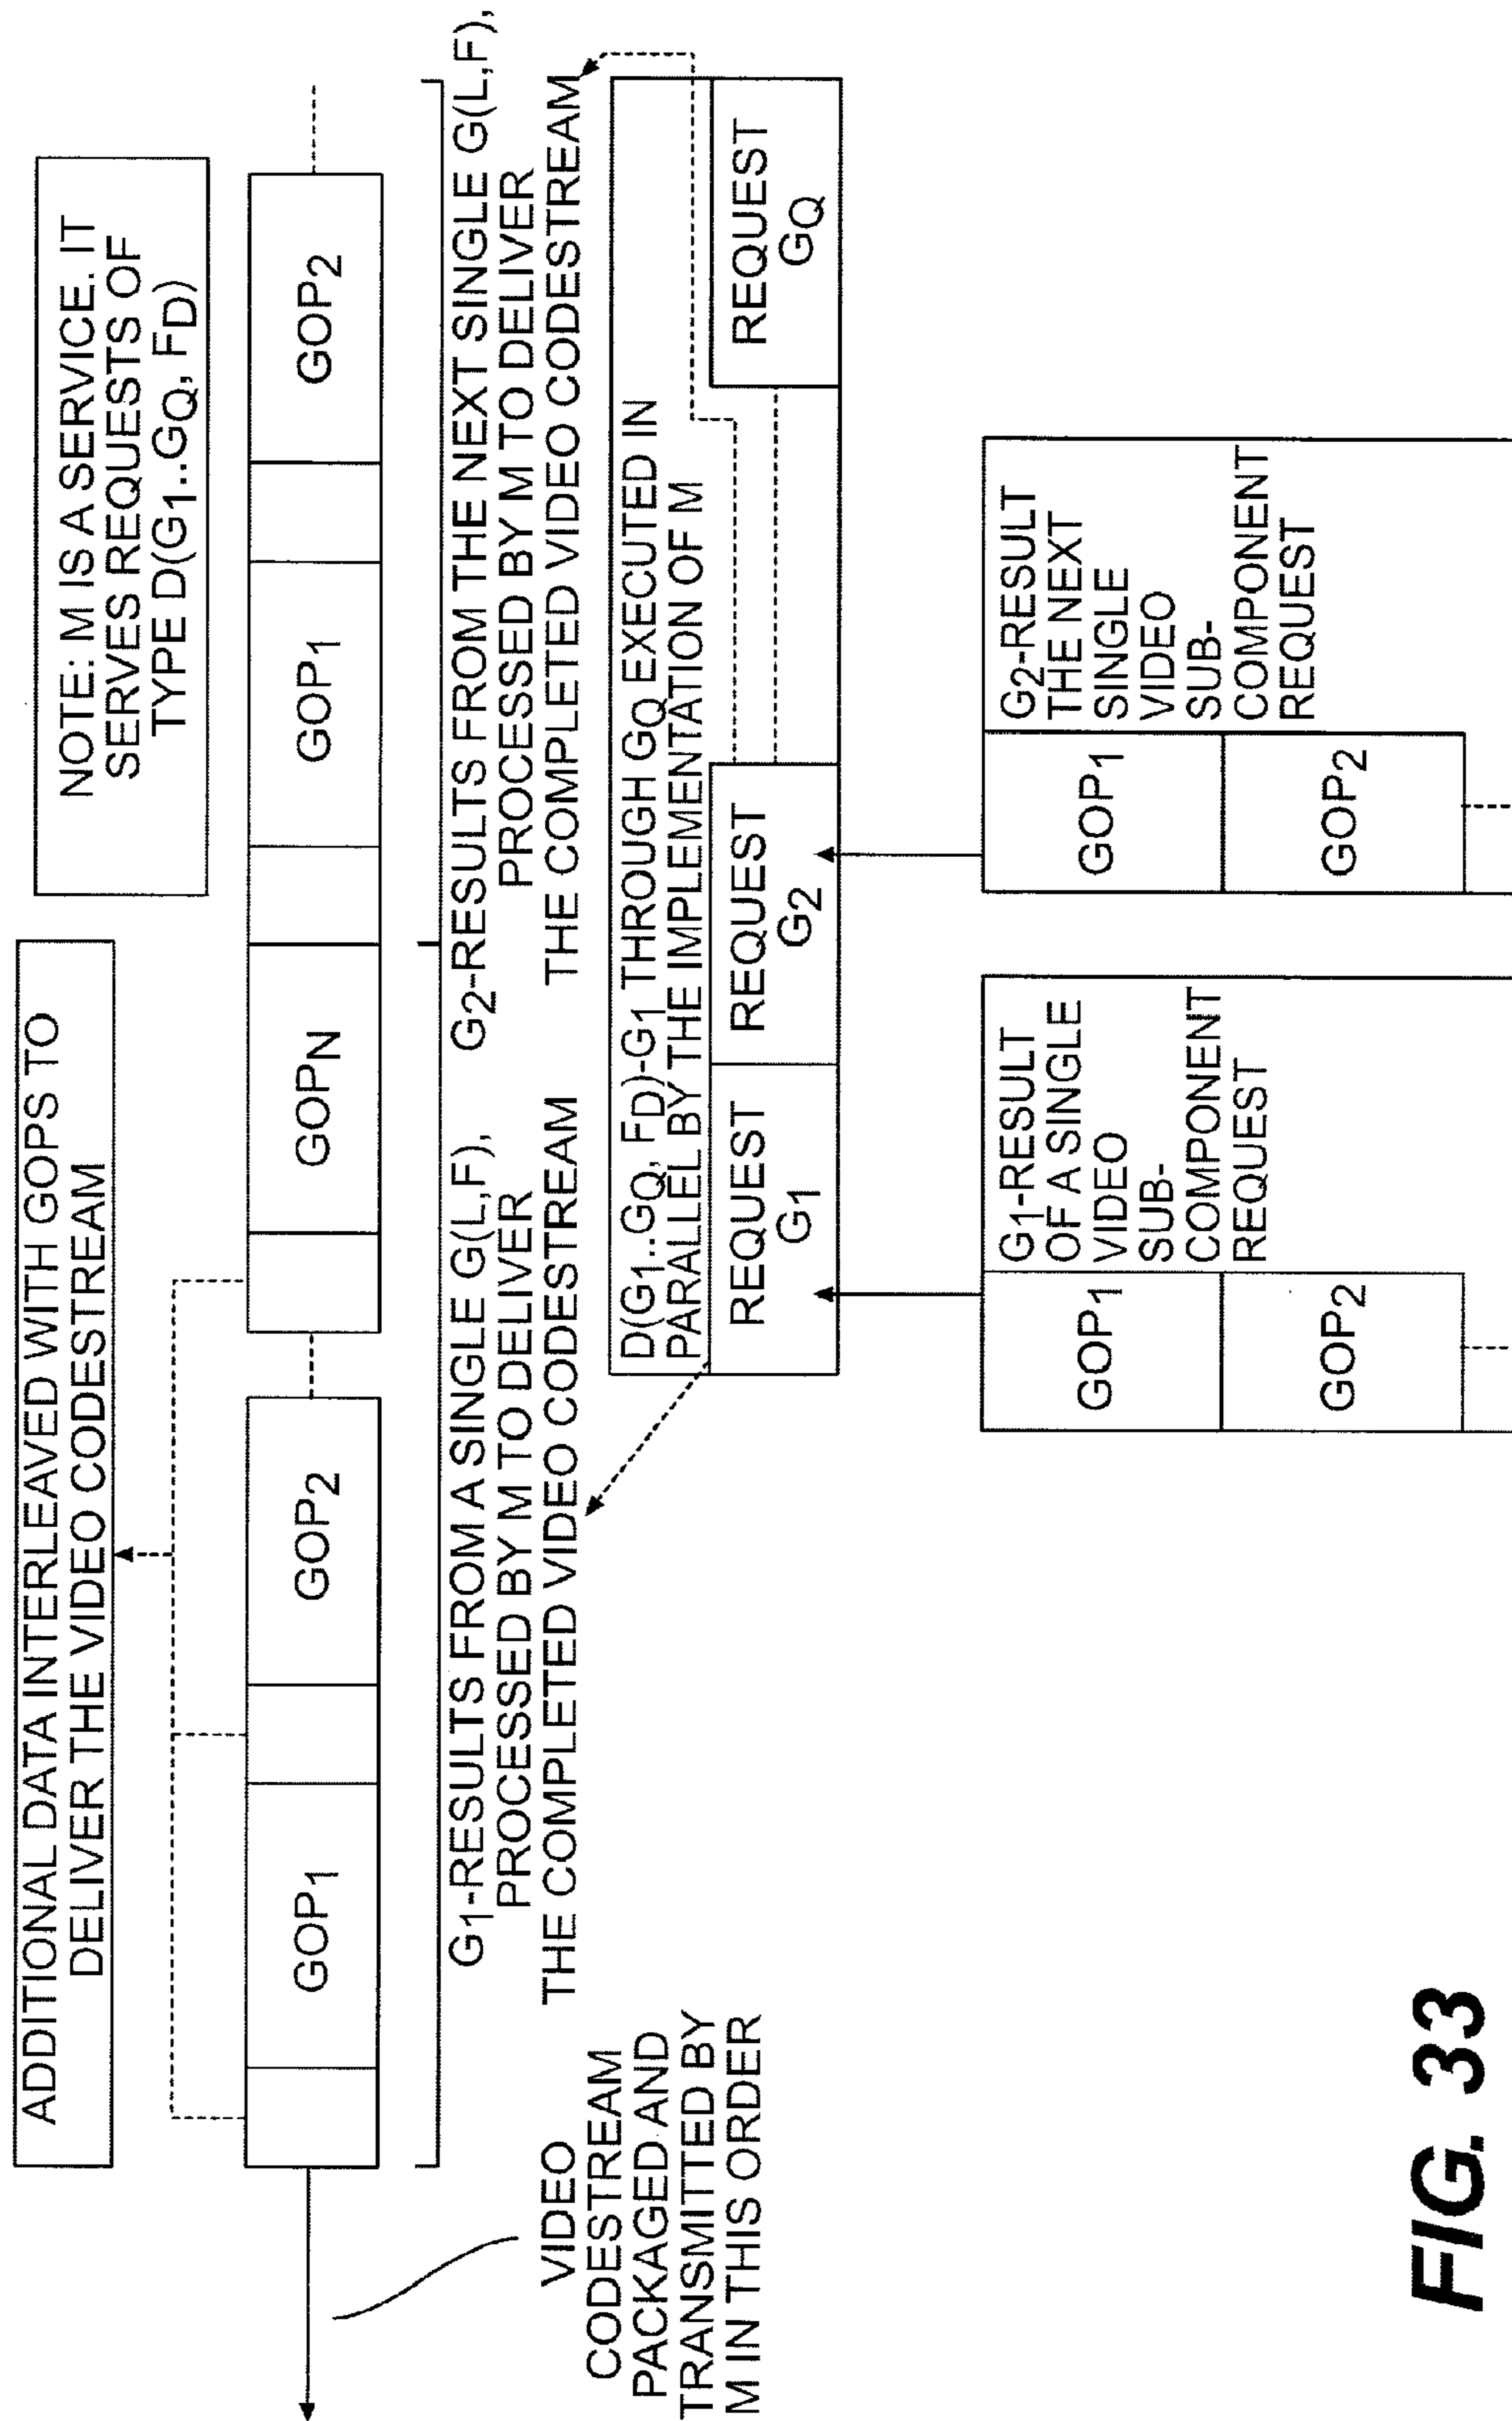 ADDITIONAL DATA INTERLEAVED WITH GOPS TO
DELIVER THE VIDEO CODESTREAM
NOTE: M IS A SERVICE. IT
SERVES REQUESTS OF
TYPE D(G1..GQ, FD)
GOP1
GOP2
GOPN
GOP1
GOP2
G1-RESULTS FROM A SINGLE G(L,F),
PROCESSED BY M TO DELIVER
THE COMPLETED VIDEO CODESTREAM
G2-RESULTS FROM THE NEXT SINGLE G(L,F),
PROCESSED BY M TO DELIVER
THE COMPLETED VIDEO CODESTREAM
VIDEO
CODESTREAM
PACKAGED AND
TRANSMITTED BY
M IN THIS ORDER
D(G1..GQ, FD)-G1 THROUGH GQ EXECUTED IN
PARALLEL BY THE IMPLEMENTATION OF M
REQUEST
G1
REQUEST
G2
REQUEST
GQ
GOP1
GOP2
G1-RESULT
OF A SINGLE
VIDEO
SUB-
COMPONENT
REQUEST
GOP1
GOP2
G2-RESULT
THE NEXT
SINGLE
VIDEO
SUB-
COMPONENT
REQUEST
FIG. 33